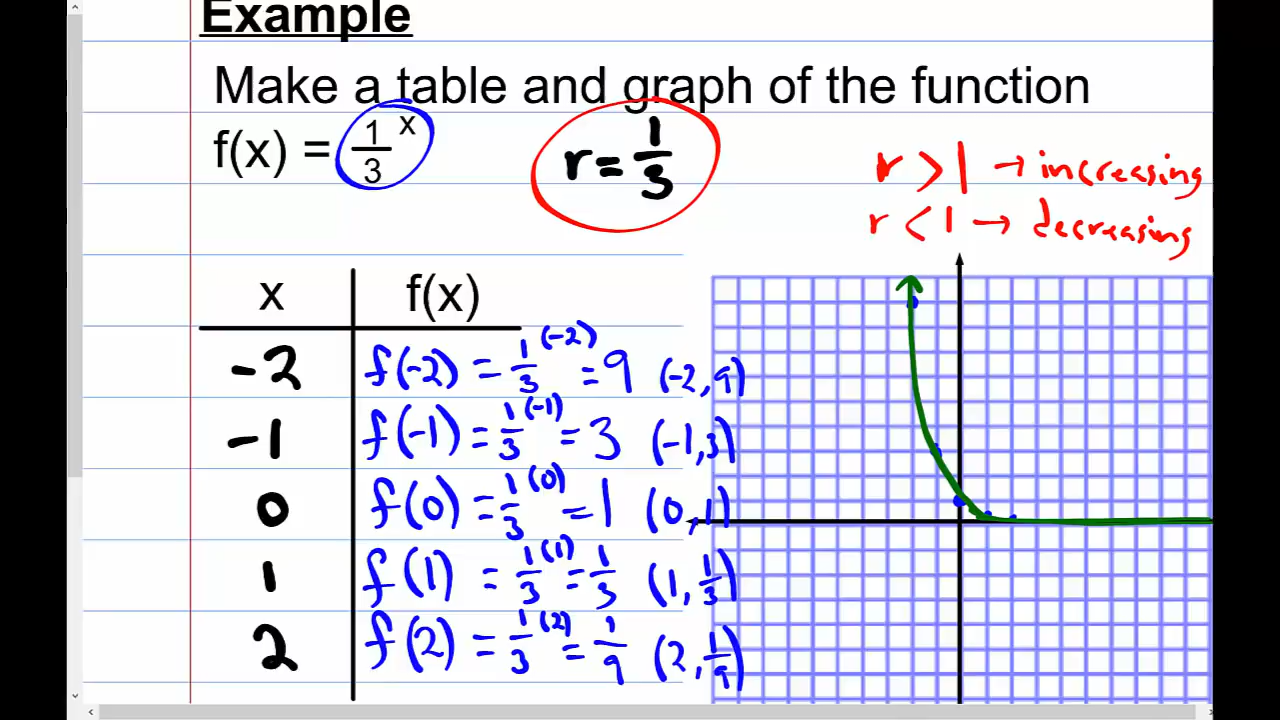 Example
Make a table and graph of the function
f(x) = 1/3^x
r = 1/3
r > 1 → increasing
r < 1 → decreasing
x f(x)
-2 f(-2) = 1/3^(-2) = 9 (-2, 9)
-1 f(-1) = 1/3^(-1) = 3 (-1, 3)
0 f(0) = 1/3^(0) = 1 (0, 1)
1 f(1) = 1/3^(1) = 1/3 (1, 1/3)
2 f(2) = 1/3^(2) = 1/9 (2, 1/9)